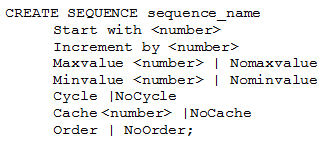 CREATE SEQUENCE sequence_name
Start with <number>
Increment by <number>
Maxvalue <number> | Nomaxvalue
Minvalue <number> | Nominvalue
Cycle |NoCycle
Cache<number> |NoCache
Order | NoOrder;